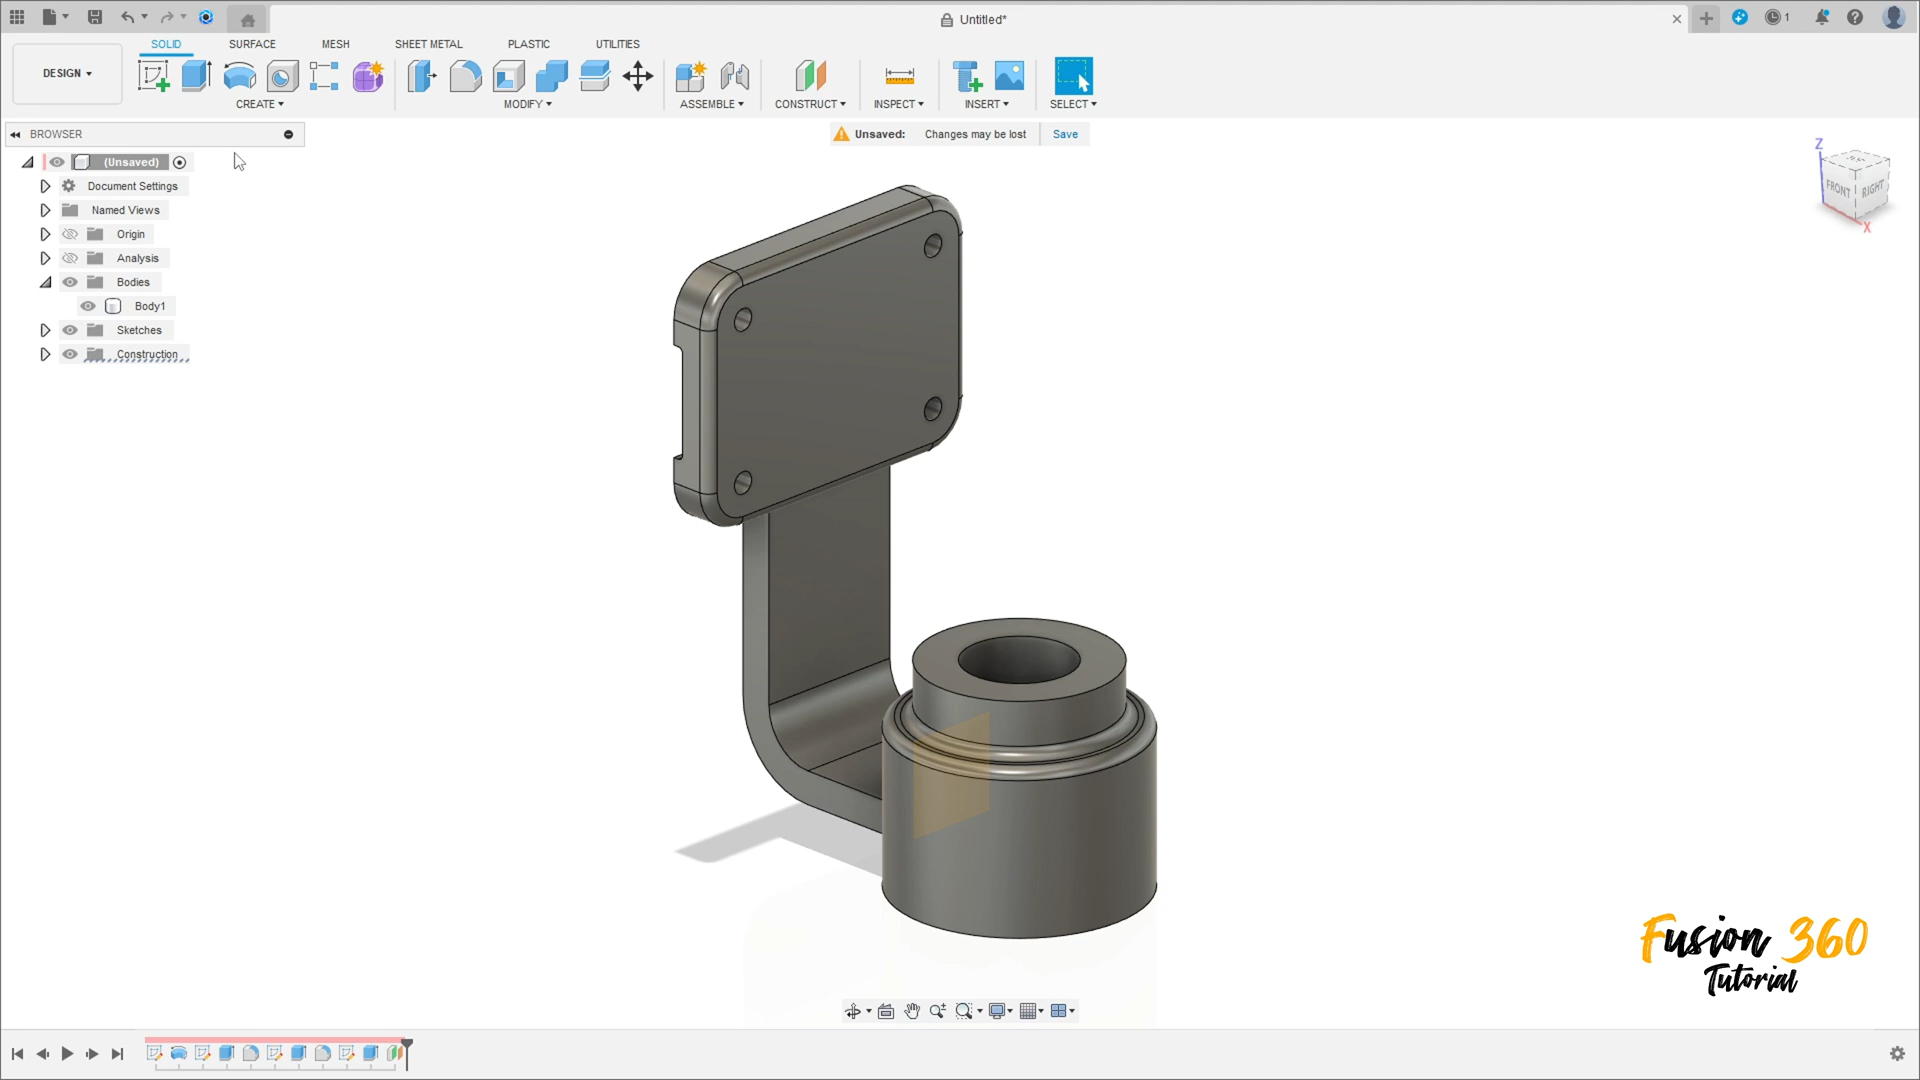 Untitled*
1
DESIGN
SOLID
SURFACE
MESH
SHEET METAL
PLASTIC
UTILITIES
CREATE
MODIFY
ASSEMBLE
CONSTRUCT
INSPECT
INSERT
SELECT
BROWSER
Unsaved: Changes may be lost Save
(Unsaved)
Document Settings
Named Views
Origin
Analysis
Bodies
Body1
Sketches
Construction
Z
FRONT
RIGHT
X
Fusion 360
Tutorial